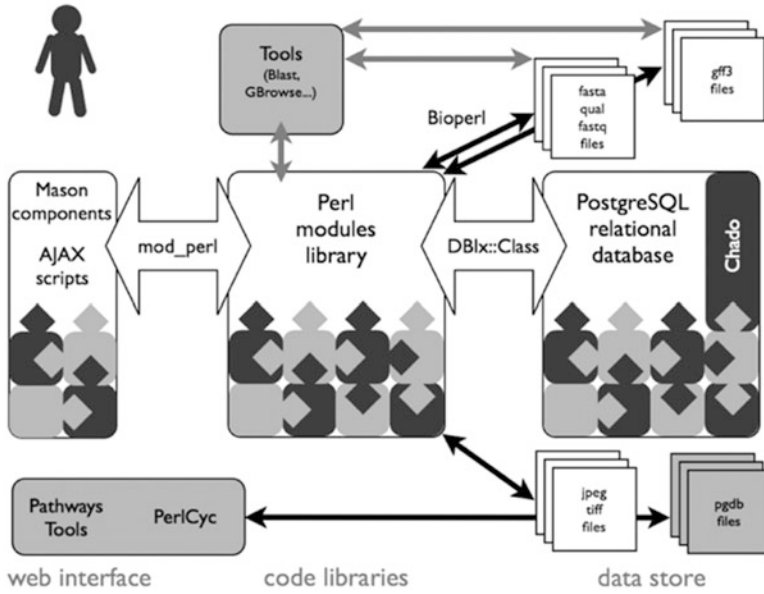 Tools
(Blast,
GBrowse...)
gff3
files
fasta
qual
fastq
files
Bioperl
Mason
components
AJAX
scripts
mod_perl
Perl
modules
library
DBIx::Class
PostgreSQL
relational
database
Chado
Pathways
Tools
PerlCyc
jpeg
tiff
files
pgdb
files
web interface
code libraries
data store